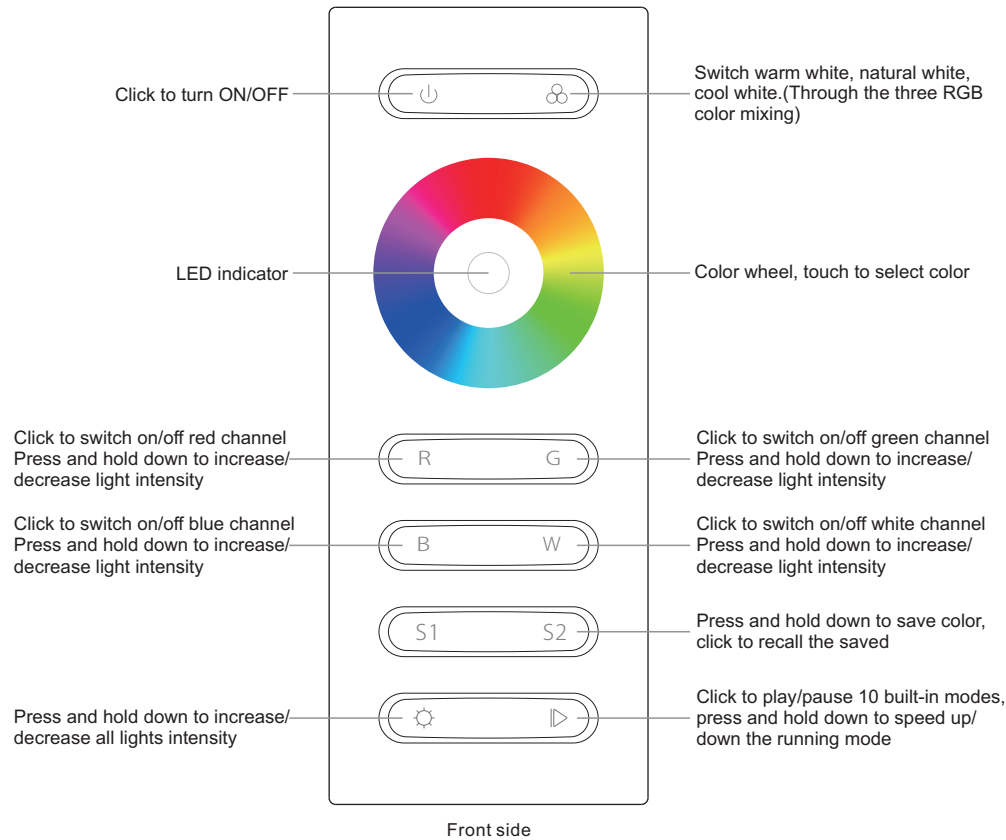 Click to turn ON/OFF
Switch warm white, natural white,
cool white.(Through the three RGB
color mixing)
LED indicator
Color wheel, touch to select color
Click to switch on/off red channel
Press and hold down to increase/
decrease light intensity
R
G
Click to switch on/off green channel
Press and hold down to increase/
decrease light intensity
Click to switch on/off blue channel
Press and hold down to increase/
decrease light intensity
B
W
Click to switch on/off white channel
Press and hold down to increase/
decrease light intensity
S1
S2
Press and hold down to save color,
click to recall the saved
Press and hold down to increase/
decrease all lights intensity
Click to play/pause 10 built-in modes,
press and hold down to speed up/
down the running mode
Front side